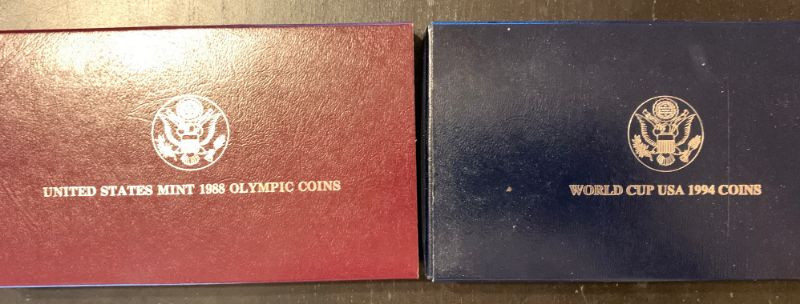 UNITED STATES MINT 1988 OLYMPIC COINS
WORLD CUP USA 1994 COINS